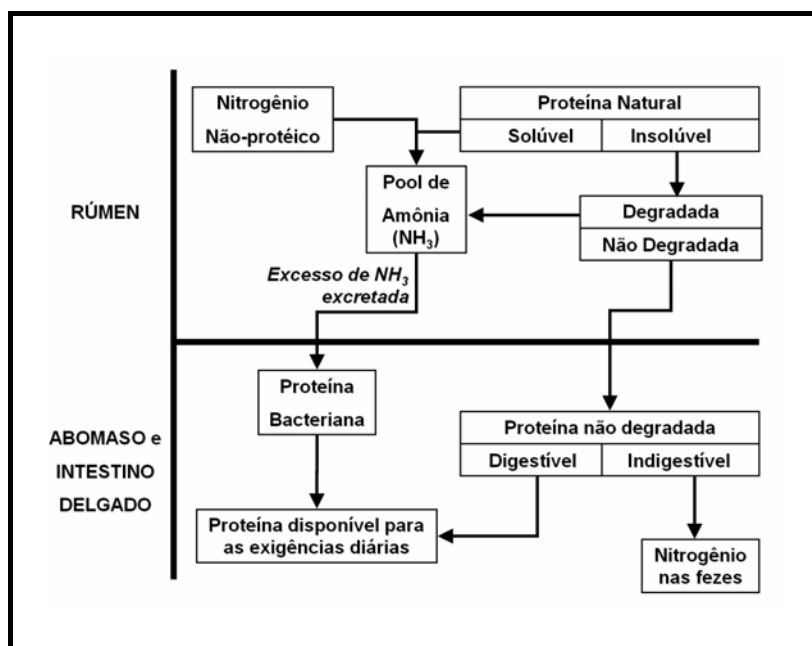 Nitrogênio
Não-protéico
Proteína Natural
Solúvel
Insolúvel
RÚMEN
Pool de
Amônia
(NH₃)
Degradada
Não Degradada
Excesso de NH₃
excretada
ABOMASO e
INTESTINO
DELGADO
Proteína
Bacteriana
Proteína não degradada
Digestível
Indigestível
Proteína disponível para
as exigências diárias
Nitrogênio
nas fezes